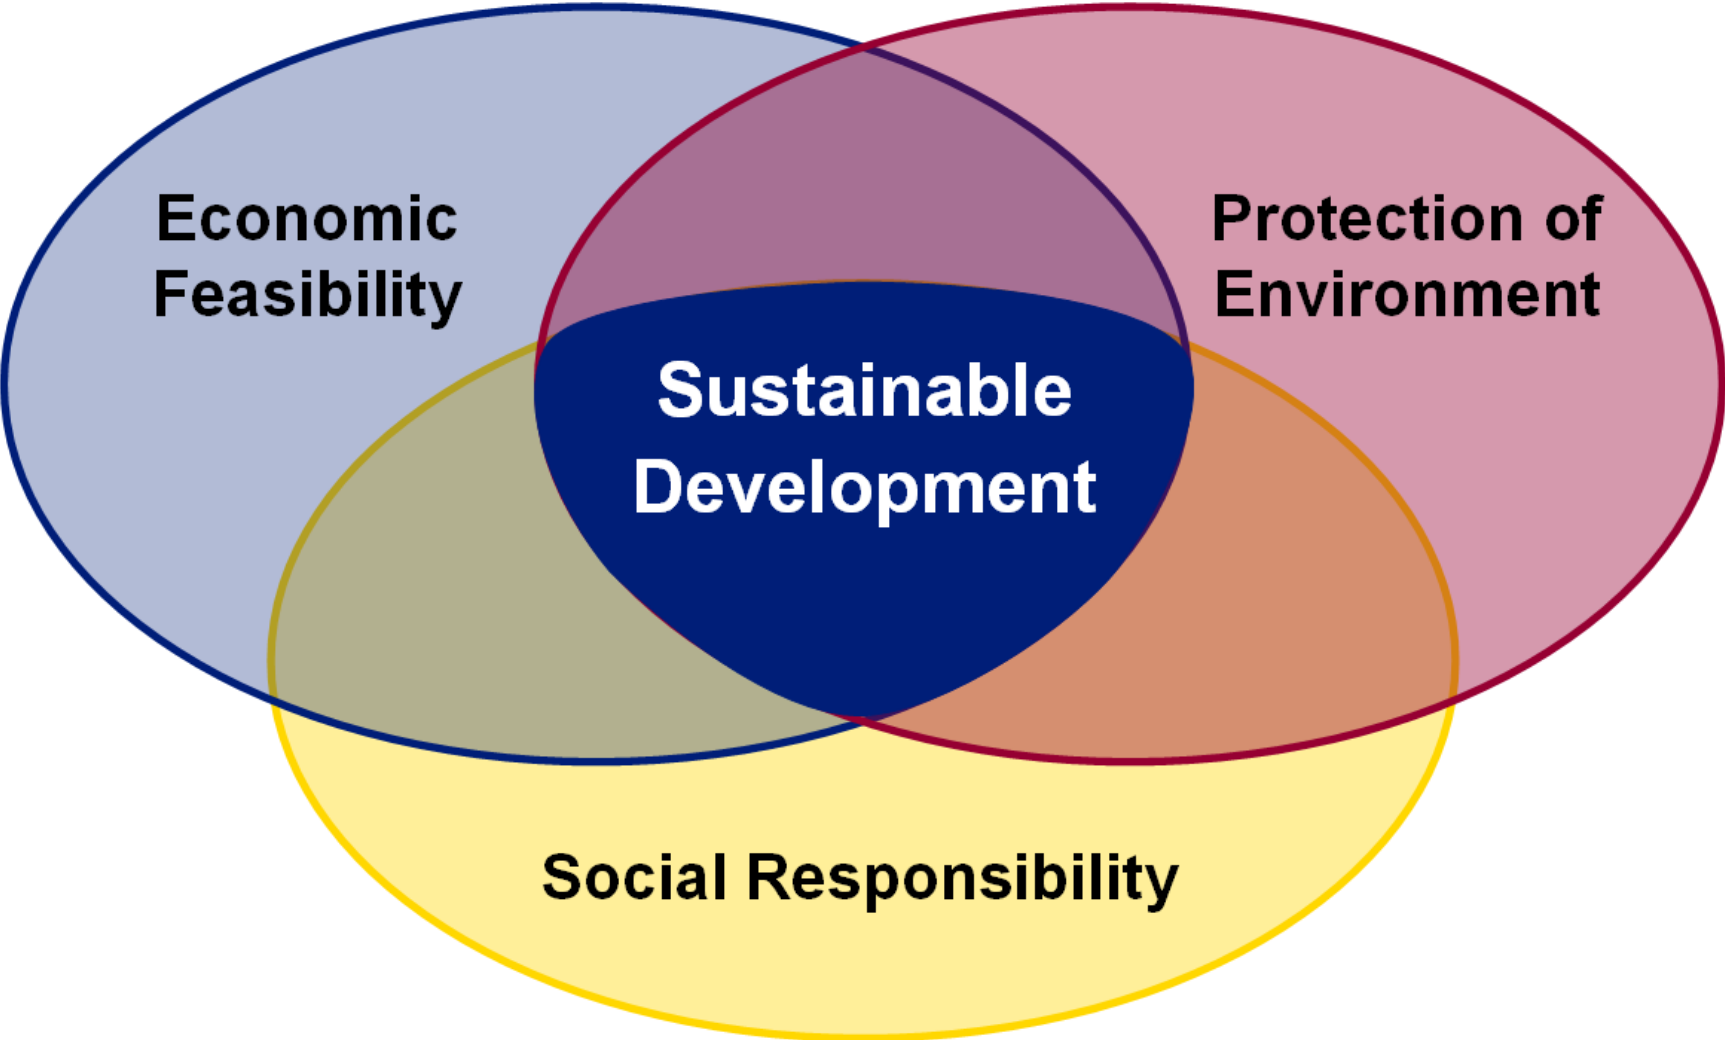 Economic
Feasibility
Protection of
Environment
Sustainable
Development
Social Responsibility